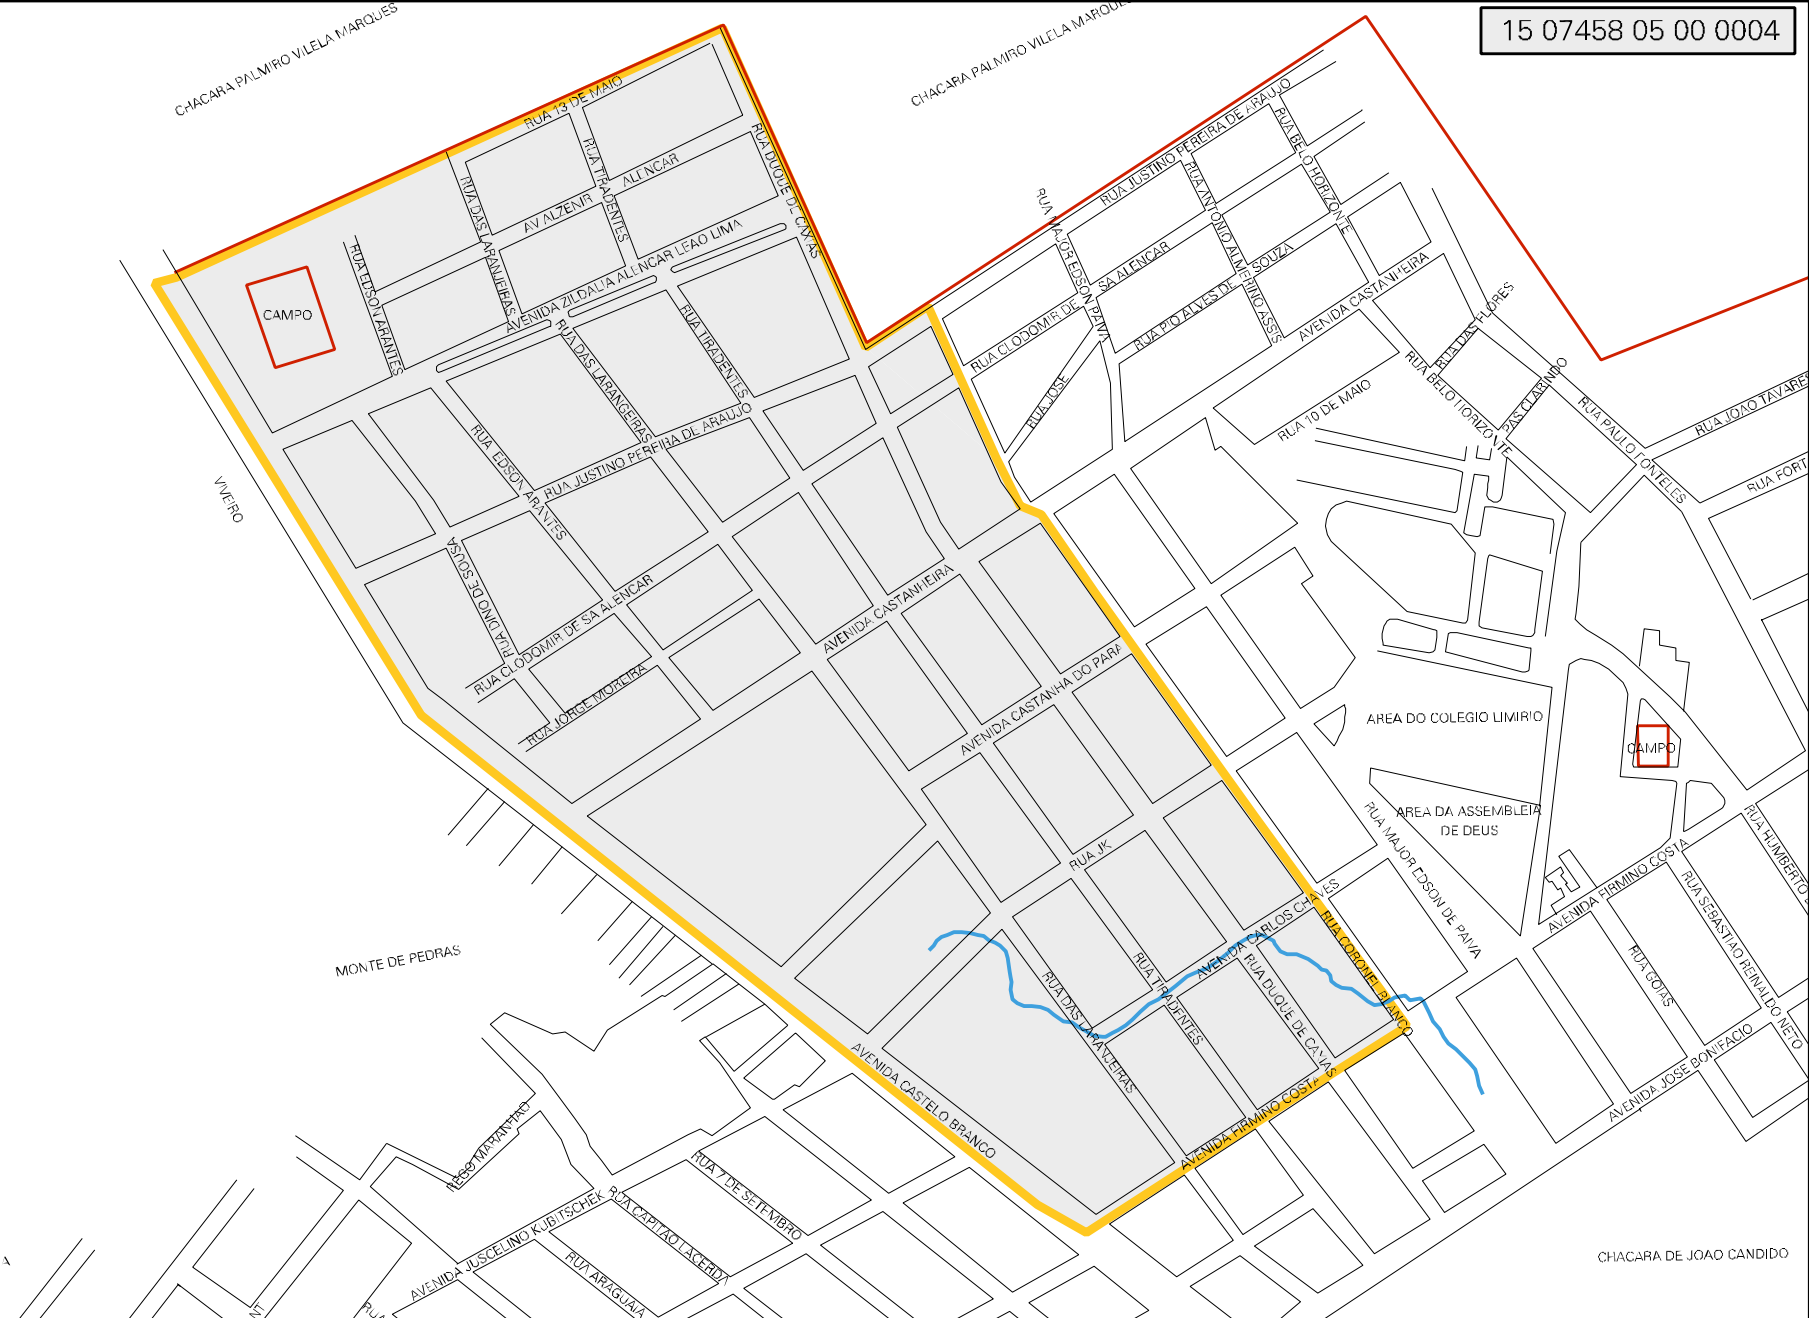 15 07458 05 00 0004
CHACARA PALMIRO VILELA MARQUES
CHACARA PALMIRO VILELA MARQUES
RUA 13 DE MAIO
RUA TIRADENTES
ALENCAR
AV ALZENIR
RUA DUQUE DE CAXIAS
RUA DAS LARANJEIRAS
RUA EDSON ARANTES
CAMPO
AVENIDA ZILDALIA ALENCAR LEAO LIMA
RUA JUSTINO PEREIRA DE ARAUJO
RUA BELO HORIZONTE
RUA ANTONIO ALMERINO ASSIS
RUA MAJOR EDSON PAIVA
RUA CLODOMIR DE SA ALENCAR
RUA PIO ALVES DE SOUZA
AVENIDA CASTANHEIRA
RUA JOSE
RUA DAS FLORES
RUA 10 DE MAIO
RUA BELO HORIZONTE
PAS CLARINDO
RUA PAULO FONTELES
RUA JOAO TAVARES
RUA FORT
RUA TIRADENTES
RUA DAS LARANGEIRAS
RUA JUSTINO PEREIRA DE ARAUJO
RUA EDSON ARANTES
VIVEIRO
RUA DINO DE SOUSA
RUA CLODOMIR DE SA ALENCAR
RUA JORGE MOREIRA
AVENIDA CASTANHEIRA
AVENIDA CASTANHA DO PARA
AREA DO COLEGIO LIMIRIO
CAMPO
AREA DA ASSEMBLEIA
DE DEUS
RUA MAJOR EDSON DE PAIVA
RUA JK
AVENIDA CARLOS CHAVES
RUA CORONEL BLANCO
AVENIDA FIRMINO COSTA
RUA HUMBERTO
RUA SEBASTIAO REINALDO NETO
RUA GOIAS
AVENIDA JOSE BONIFACIO
MONTE DE PEDRAS
RUA DAS LARANJEIRAS
RUA TIRADENTES
RUA DUQUE DE CAXIAS
AVENIDA FIRMINO COSTA
AVENIDA CASTELO BRANCO
REGO MARANHAO
RUA 7 DE SETEMBRO
AVENIDA JUSCELINO KUBITSCHEK
RUA CAPITAO LACERDA
RUA ARAGUAIA
RUA
NT
A
CHACARA DE JOAO CANDIDO